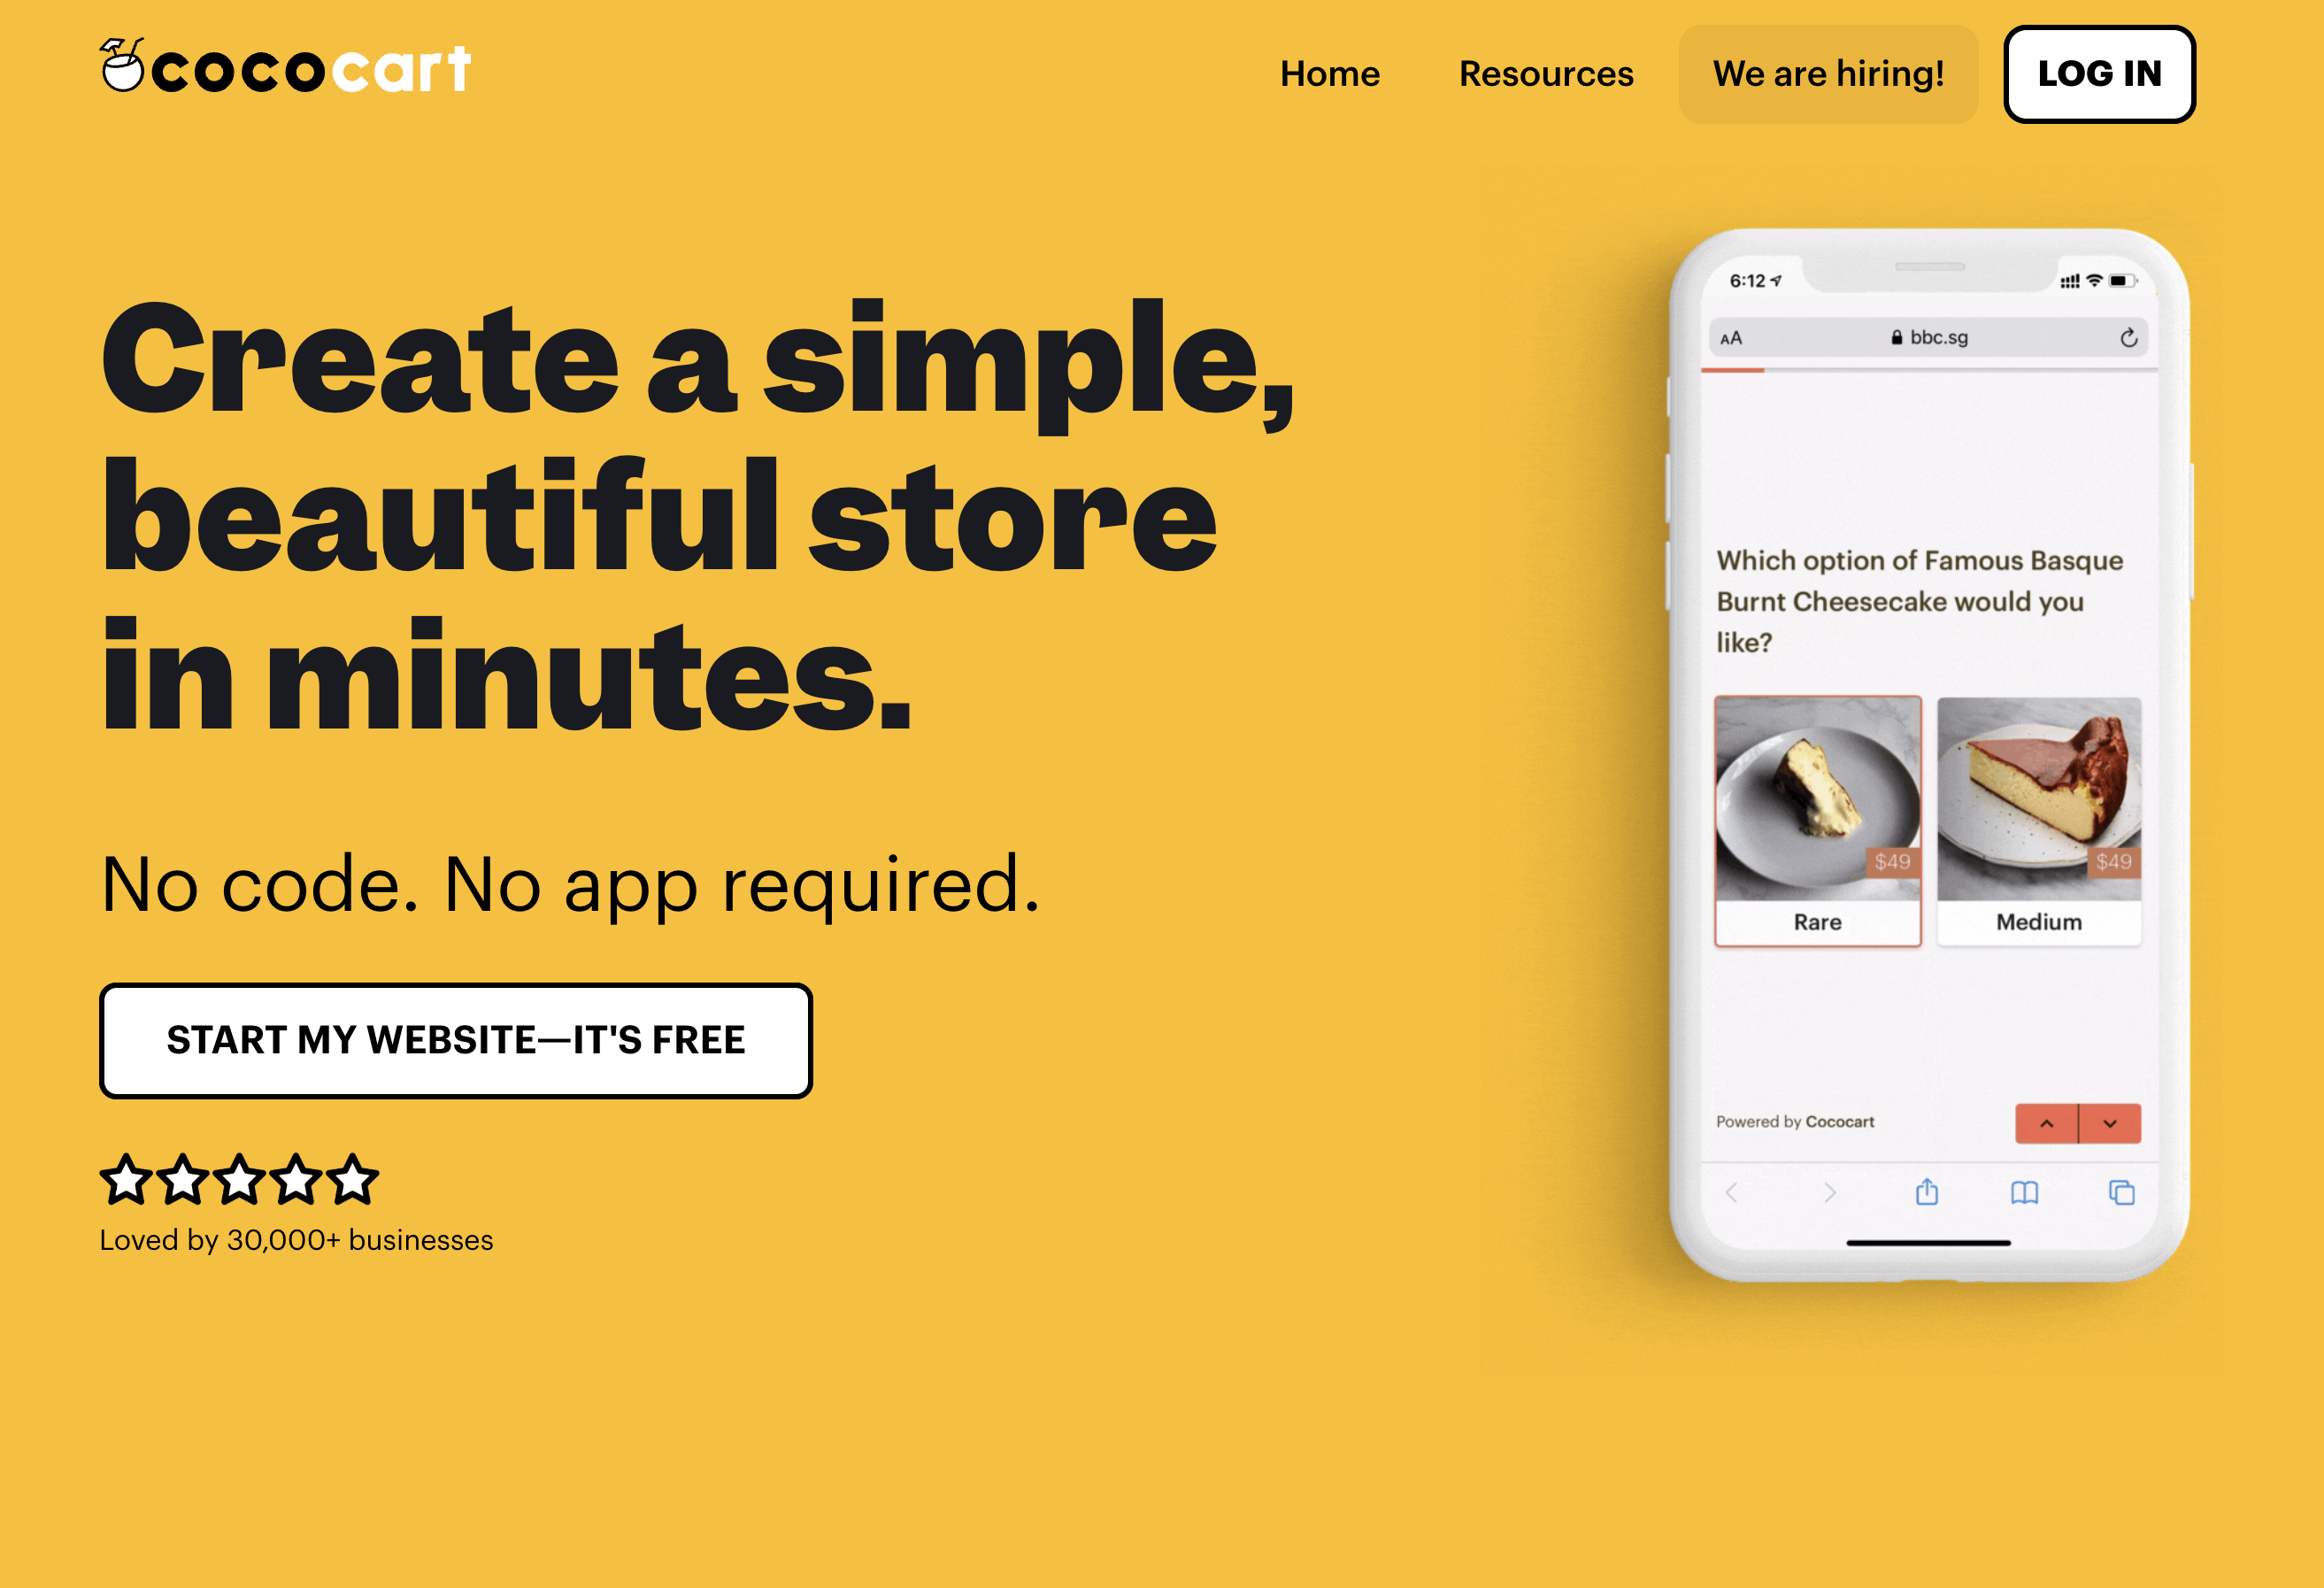 cococart
Home
Resources
We are hiring!
LOG IN
Create a simple,
beautiful store
in minutes.
No code. No app required.
START MY WEBSITE—IT'S FREE
Loved by 30,000+ businesses
6:12
AA
bbc.sg
Which option of Famous Basque
Burnt Cheesecake would you
like?
$49
$49
Rare
Medium
Powered by Cococart